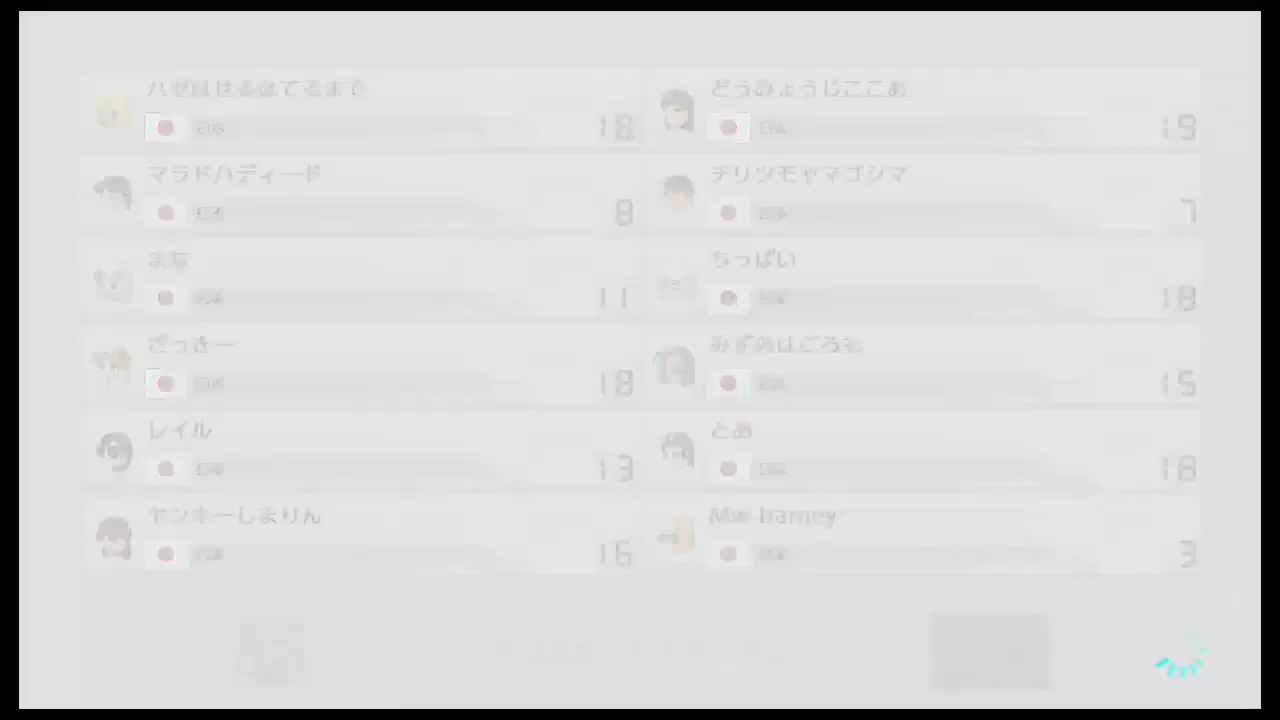 ハゼはせるはてるまで
日本 18
どうみょうじここあ
日本 19
マラドハディード
日本 8
チリツモヤマゴシマ
日本 7
まな
日本 11
ちっぱい
日本 18
ざっきー
日本 18
みずのはごろも
日本 15
レイル
日本 13
とあ
日本 18
ヤンキーしまりん
日本 16
Mw barney
日本 3